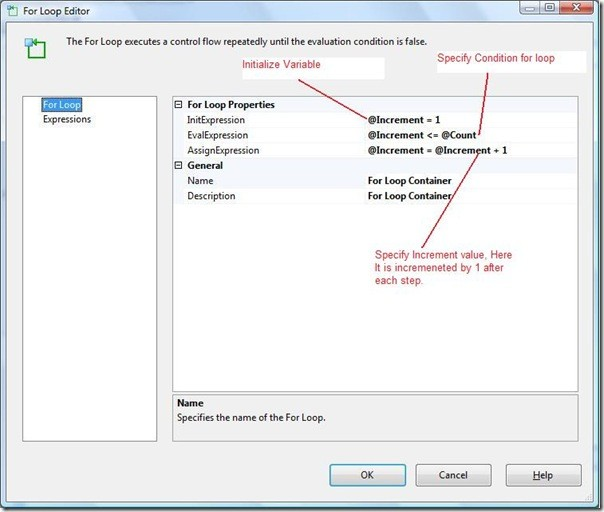 For Loop Editor
The For Loop executes a control flow repeatedly until the evaluation condition is false.
Initialize Variable
Specify Condition for loop
For Loop
Expressions
For Loop Properties
InitExpression @Increment = 1
EvalExpression @Increment <= @Count
AssignExpression @Increment = @Increment + 1
General
Name For Loop Container
Description For Loop Container
Specify Increment value, Here
It is incremeneted by 1 after
each step.
Name
Specifies the name of the For Loop.
OK Cancel Help